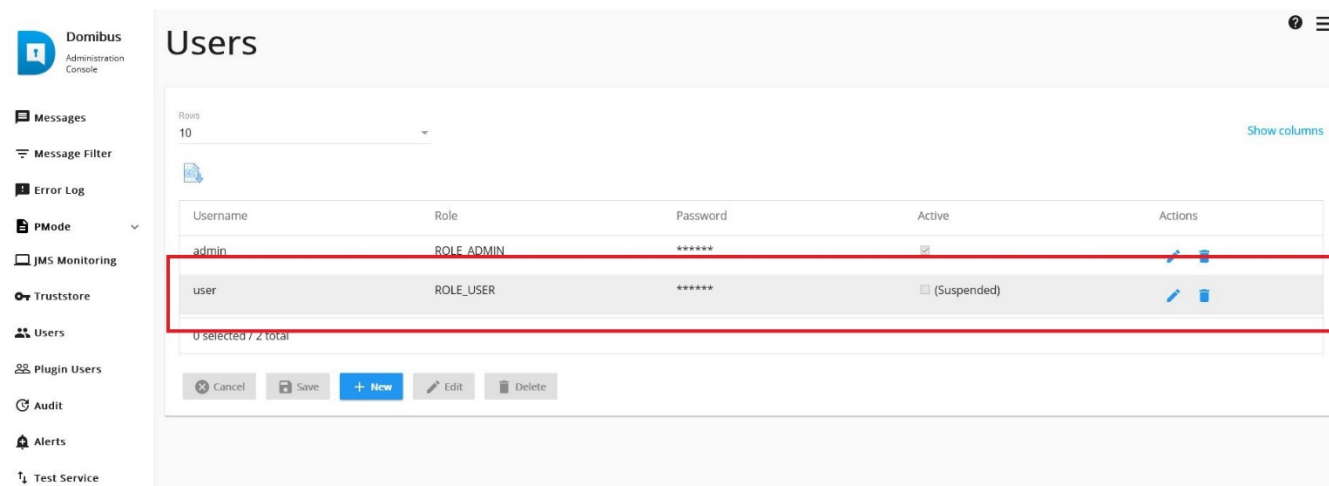 Domibus
Administration
Console
Messages
Message Filter
Error Log
PMode
JMS Monitoring
Truststore
Users
Plugin Users
Audit
Alerts
Test Service
Users
Rows
10
Show columns
Username Role Password Active Actions
admin ROLE_ADMIN ******
user ROLE_USER ****** (Suspended)
0 selected / 2 total
Cancel Save + New Edit Delete